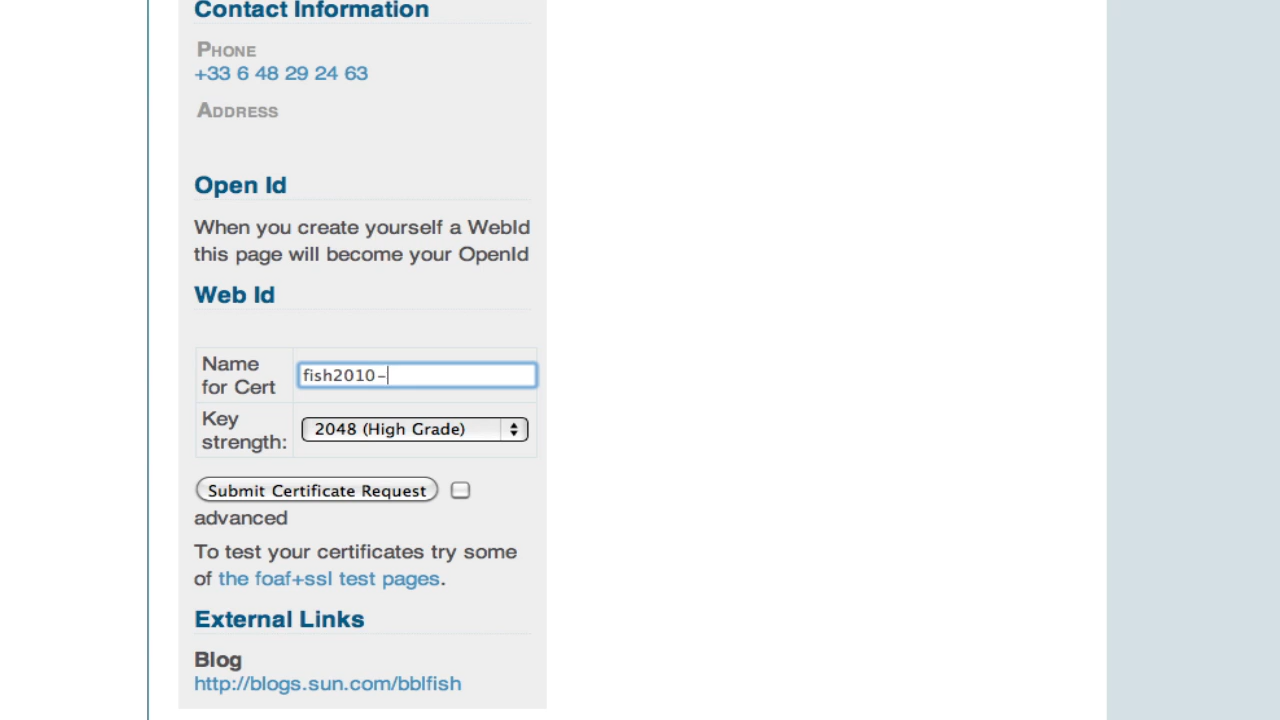 Contact Information
Phone
+33 6 48 29 24 63
Address
Open Id
When you create yourself a WebId
this page will become your OpenId
Web Id
Name
for Cert
fish2010-
Key
strength:
2048 (High Grade)
Submit Certificate Request
advanced
To test your certificates try some
of the foaf+ssl test pages.
External Links
Blog
http://blogs.sun.com/bblfish